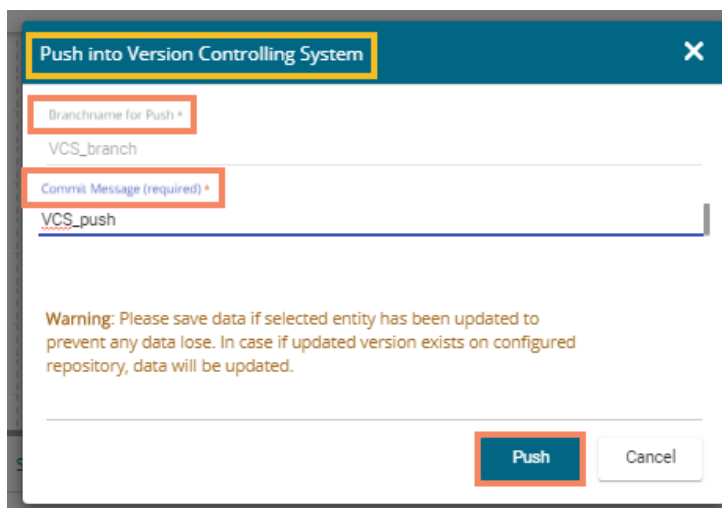 Push into Version Controlling System
Branchname for Push *
VCS_branch
Commit Message (required) *
VCS_push
Warning: Please save data if selected entity has been updated to
prevent any data lose. In case if updated version exists on configured
repository, data will be updated.
Push Cancel